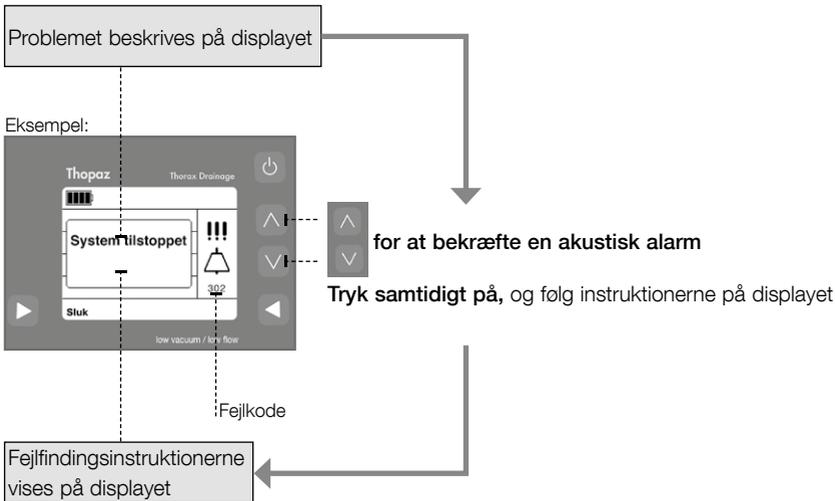 Problemet beskrives på displayet
Eksempel:
Thopaz Thorax Drainage
System tilstoppet
!!!
302
Sluk
low vacuum / low flow
for at bekræfte en akustisk alarm
Tryk samtidigt på, og følg instruktionerne på displayet
Fejlkode
Fejlfindingsinstruktionerne
vises på displayet